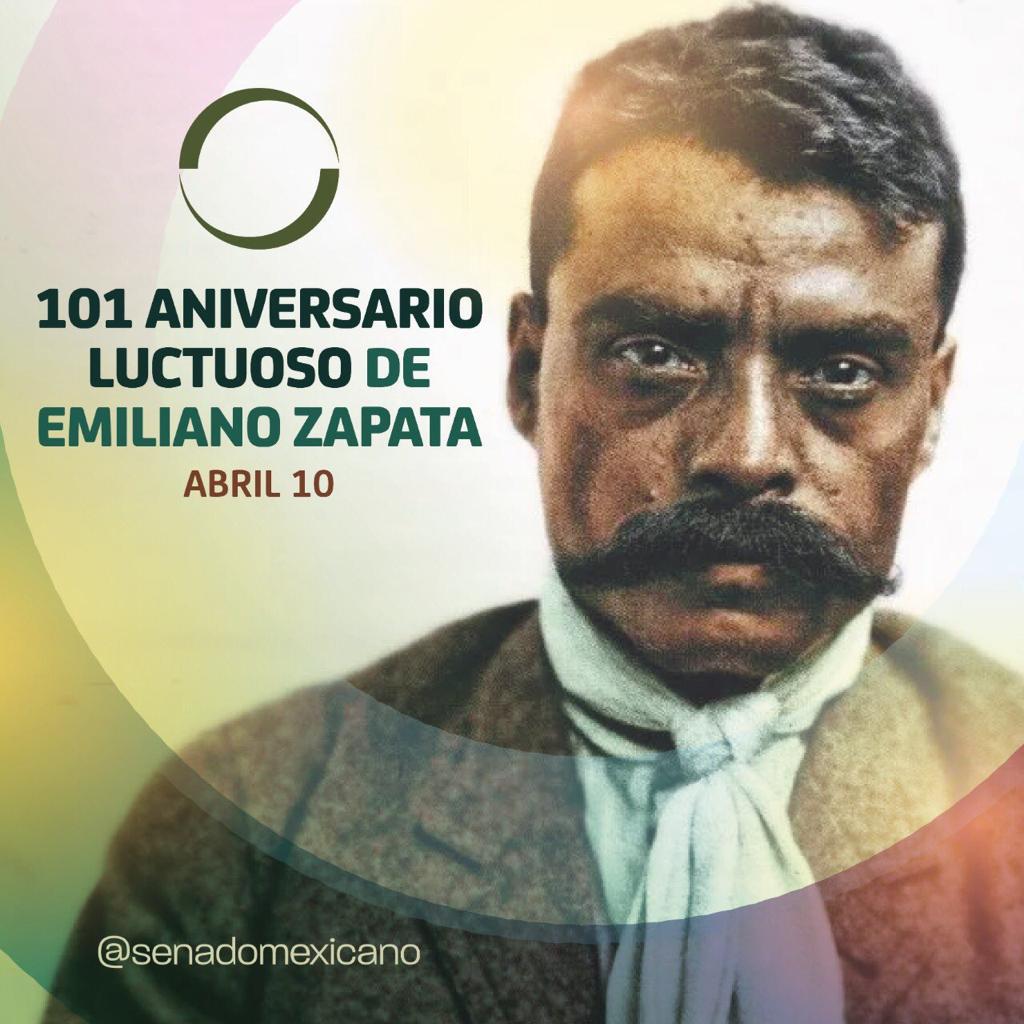 101 ANIVERSARIO
LUCTUOSO DE
EMILIANO ZAPATA
ABRIL 10
@senadomexicano